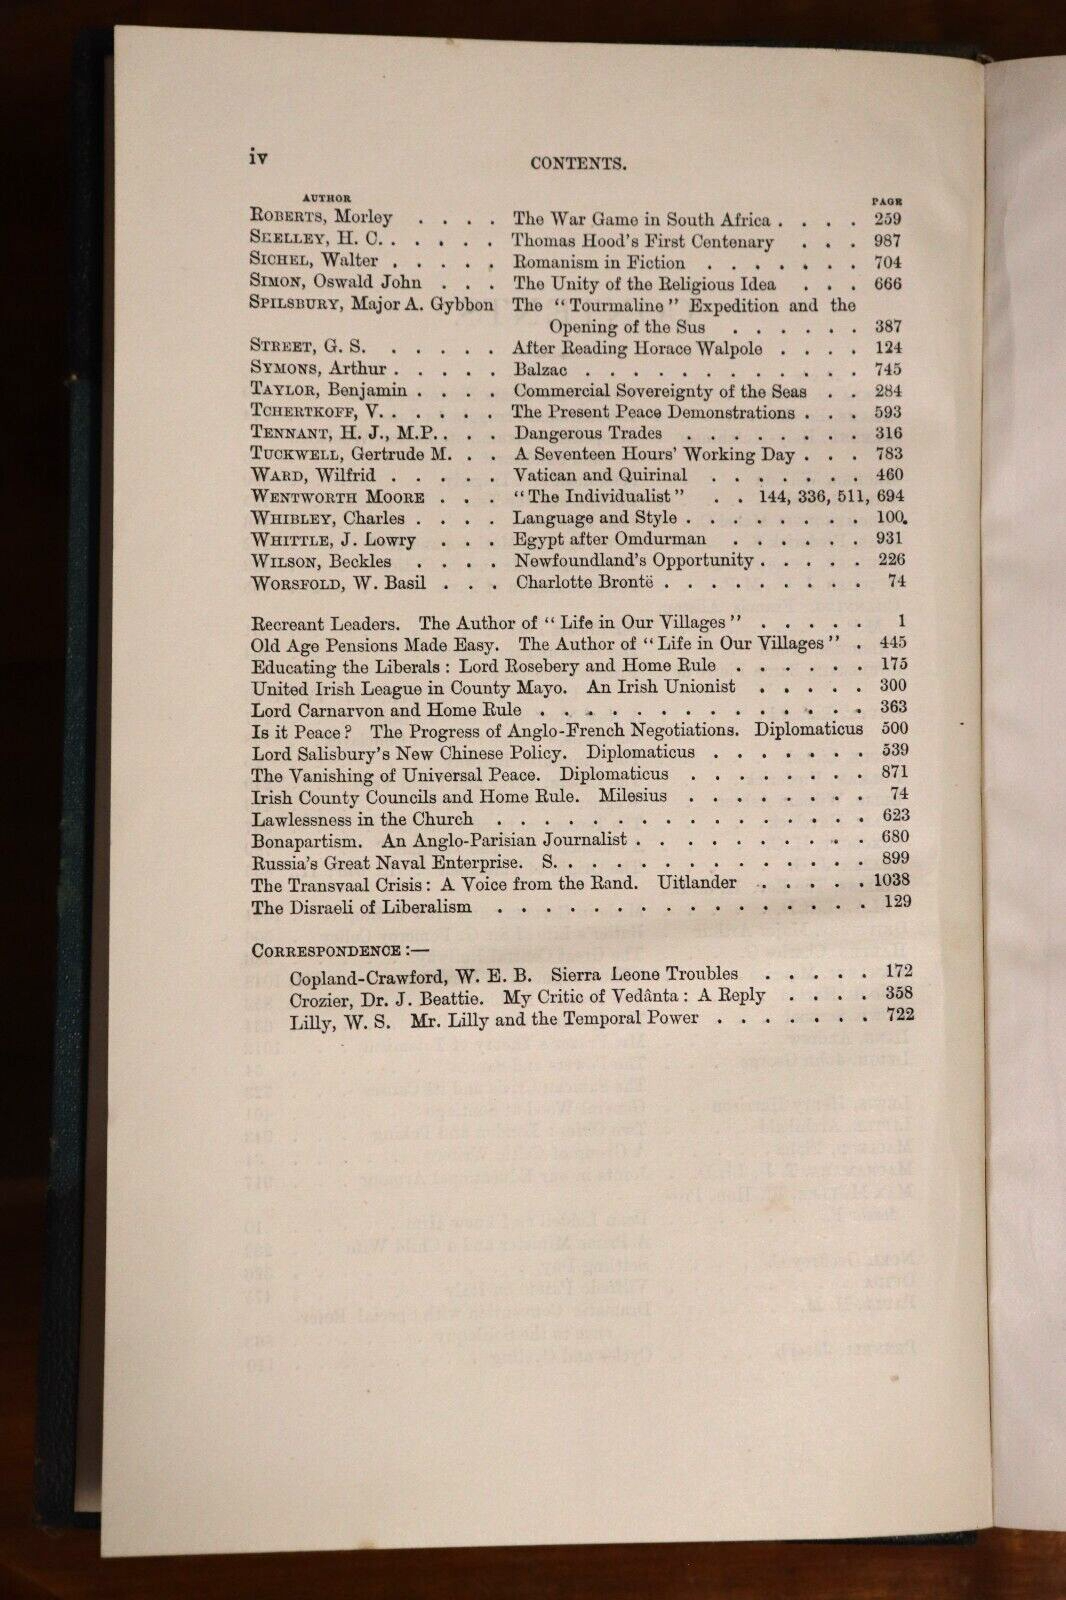 iv
CONTENTS.
AUTHOR PAGE
ROBERTS, Morley . . . . The War Game in South Africa . . . . 259
SHELLEY, H. C. . . . . . Thomas Hood's First Centenary . . . 987
SICHEL, Walter . . . . . Romanism in Fiction . . . . . . . 704
SIMON, Oswald John . . . The Unity of the Religious Idea . . . 666
SPILSBURY, Major A. Gybbon The "Tourmaline" Expedition and the
Opening of the Sus . . . . . . 387
STREET, G. S. . . . . . After Reading Horace Walpole . . . . 124
SYMONS, Arthur . . . . . Balzac . . . . . . . . . . . . 745
TAYLOR, Benjamin . . . . Commercial Sovereignty of the Seas . . 284
TCHERTKOFF, V. . . . . . The Present Peace Demonstrations . . . 593
TENNANT, H. J., M.P. . . . Dangerous Trades . . . . . . . . 316
TUCKWELL, Gertrude M. . . A Seventeen Hours' Working Day . . . 783
WARD, Wilfrid . . . . . Vatican and Quirinal . . . . . . . 460
WENTWORTH MOORE . . . "The Individualist" . . 144, 336, 511, 694
WHIBLEY, Charles . . . . Language and Style . . . . . . . . 100.
WHITTLE, J. Lowry . . . Egypt after Omdurman . . . . . . 931
WILSON, Beckles . . . . Newfoundland's Opportunity . . . . . 226
WORSFOLD, W. Basil . . . Charlotte Brontë . . . . . . . . . 74
Recreant Leaders. The Author of "Life in Our Villages" . . . . . 1
Old Age Pensions Made Easy. The Author of "Life in Our Villages" . 445
Educating the Liberals : Lord Rosebery and Home Rule . . . . . . 175
United Irish League in County Mayo. An Irish Unionist . . . . . 300
Lord Carnarvon and Home Rule . . . . . . . . . . . . . . 363
Is it Peace? The Progress of Anglo-French Negotiations. Diplomaticus 500
Lord Salisbury's New Chinese Policy. Diplomaticus . . . . . . . 539
The Vanishing of Universal Peace. Diplomaticus . . . . . . . . 871
Irish County Councils and Home Rule. Milesius . . . . . . . . 74
Lawlessness in the Church . . . . . . . . . . . . . . . . 623
Bonapartism. An Anglo-Parisian Journalist . . . . . . . . . . 680
Russia's Great Naval Enterprise. S. . . . . . . . . . . . . . 899
The Transvaal Crisis : A Voice from the Rand. Uitlander . . . . . 1038
The Disraeli of Liberalism . . . . . . . . . . . . . . . . 129
CORRESPONDENCE :—
Copland-Crawford, W. E. B. Sierra Leone Troubles . . . . . 172
Crozier, Dr. J. Beattie. My Critic of Vedânta : A Reply . . . . 358
Lilly, W. S. Mr. Lilly and the Temporal Power . . . . . . . 722